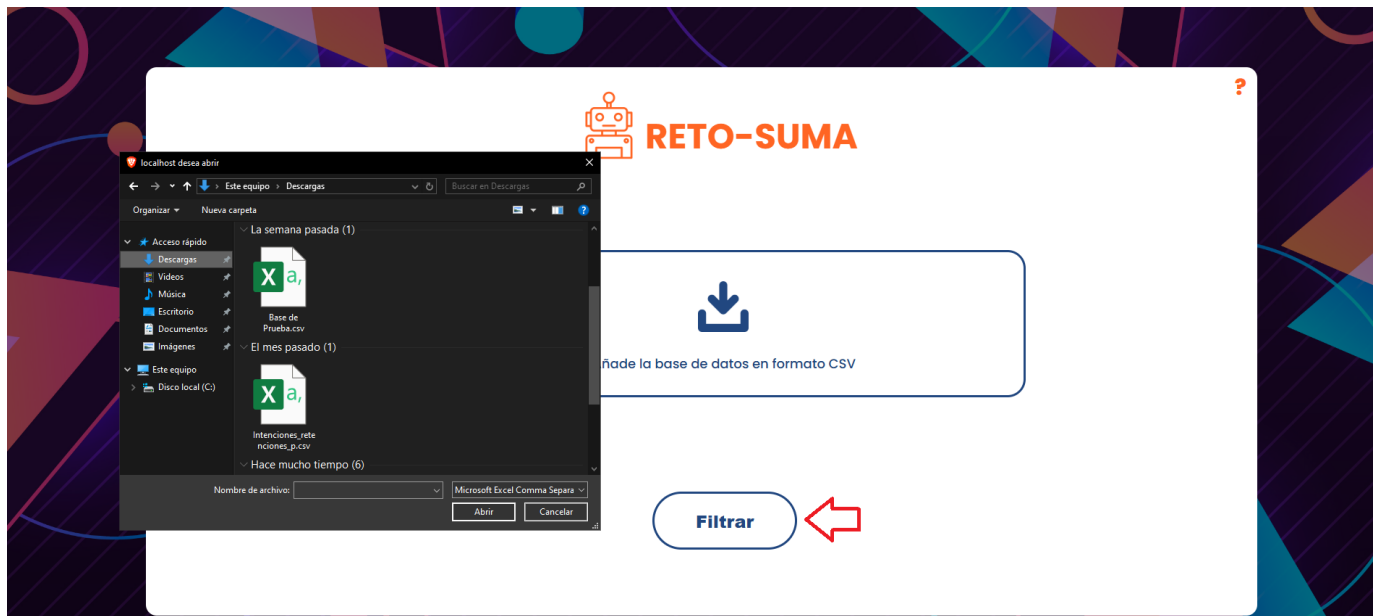 ?
RETO-SUMA
localhost desea abrir
Este equipo > Descargas
Buscar en Descargas
Organizar
Nueva carpeta
?
La semana pasada (1)
Acceso rápido
Descargas
Videos
Música
Escritorio
Documentos
Imágenes
Este equipo
Disco local (C:)
X a,
Base de
Prueba.csv
El mes pasado (1)
X a,
Intenciones_rete
nciones_p.csv
Hace mucho tiempo (6)
Nombre de archivo:
Microsoft Excel Comma Separa
Abrir
Cancelar
ñade la base de datos en formato CSV
Filtrar